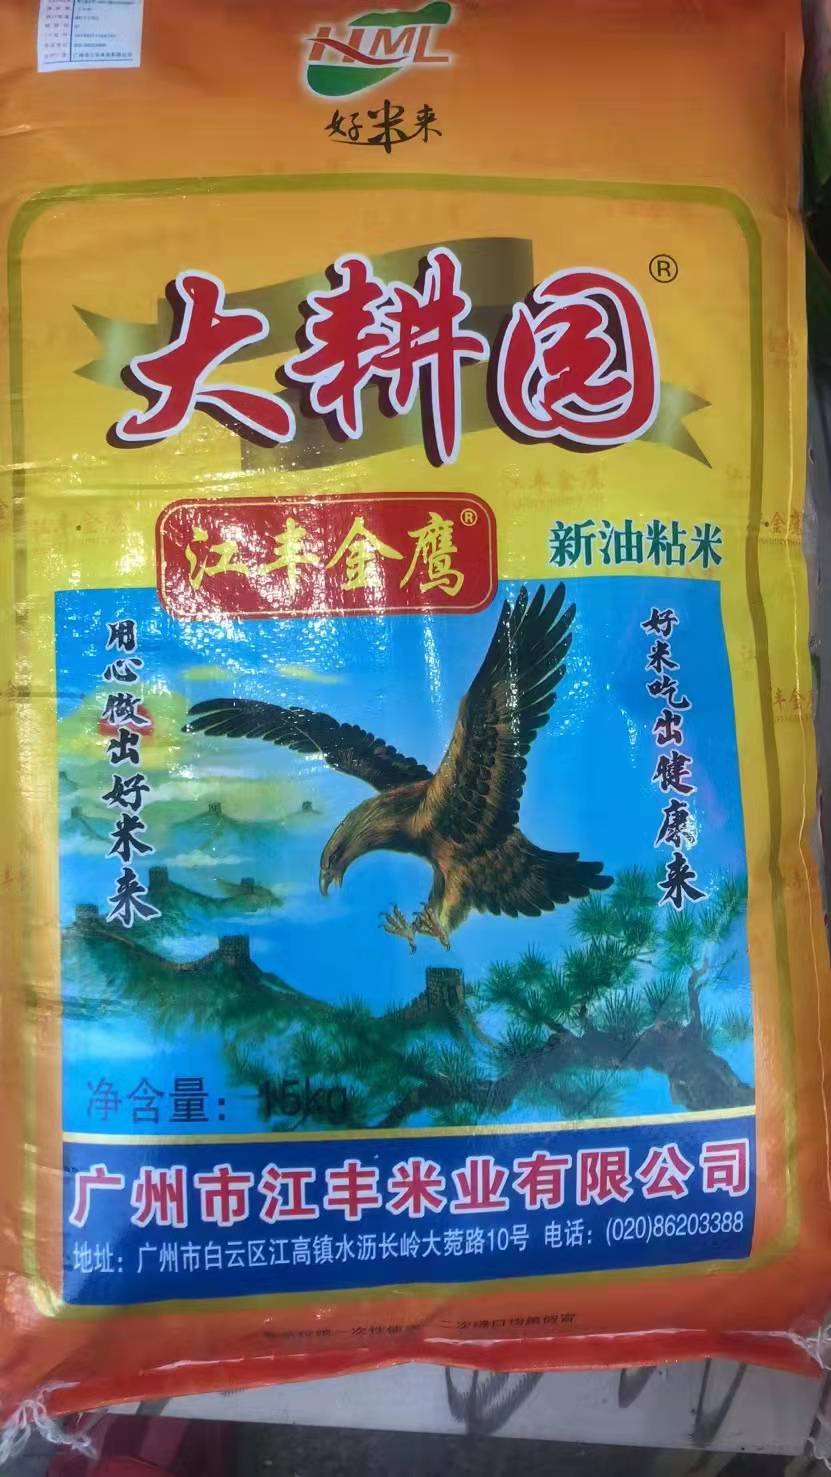 HML
好米来
大耕园®
江丰金鹰®
新油粘米
用心做出好米来
好米吃出健康来
净含量：15kg
广州市江丰米业有限公司
地址：广州市白云区江高镇水沥长岭大菀路10号 电话：(020)86203388